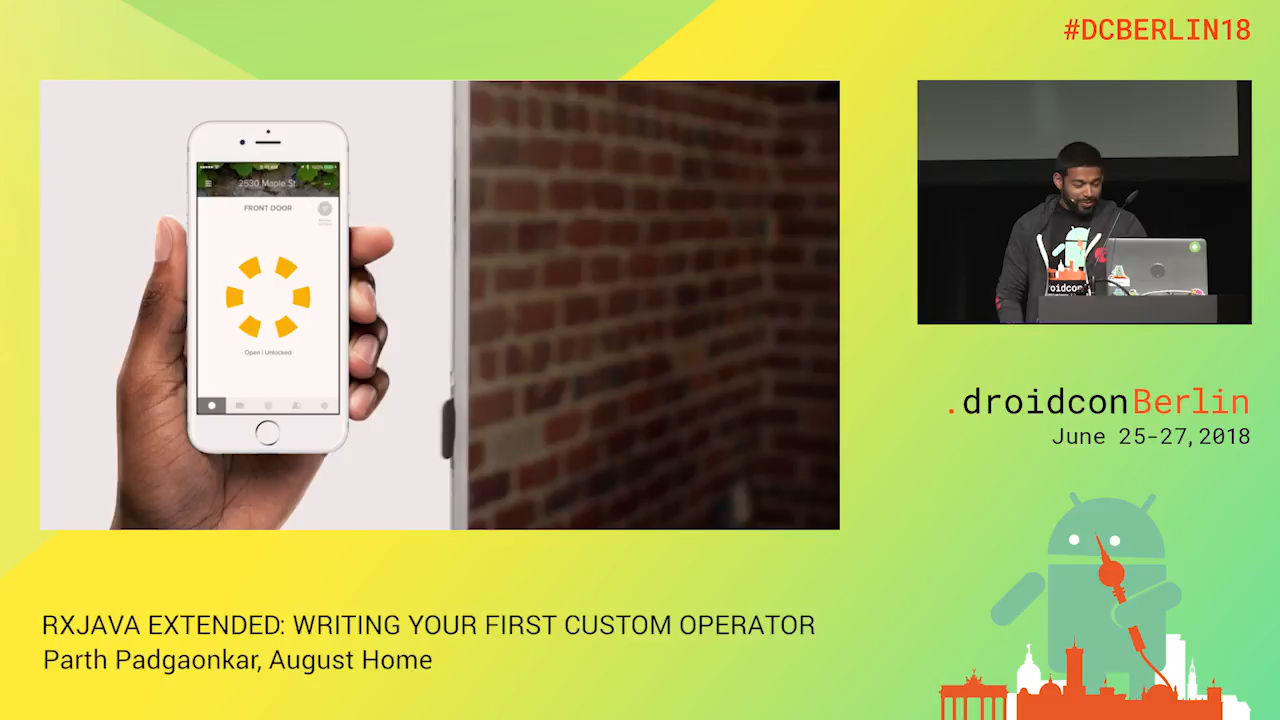 #DCBERLIN18
2530 Maple St.
FRONT DOOR
Open | Unlocked
roidcon
.droidconBerlin
June 25-27,2018
RXJAVA EXTENDED: WRITING YOUR FIRST CUSTOM OPERATOR
Parth Padgaonkar, August Home